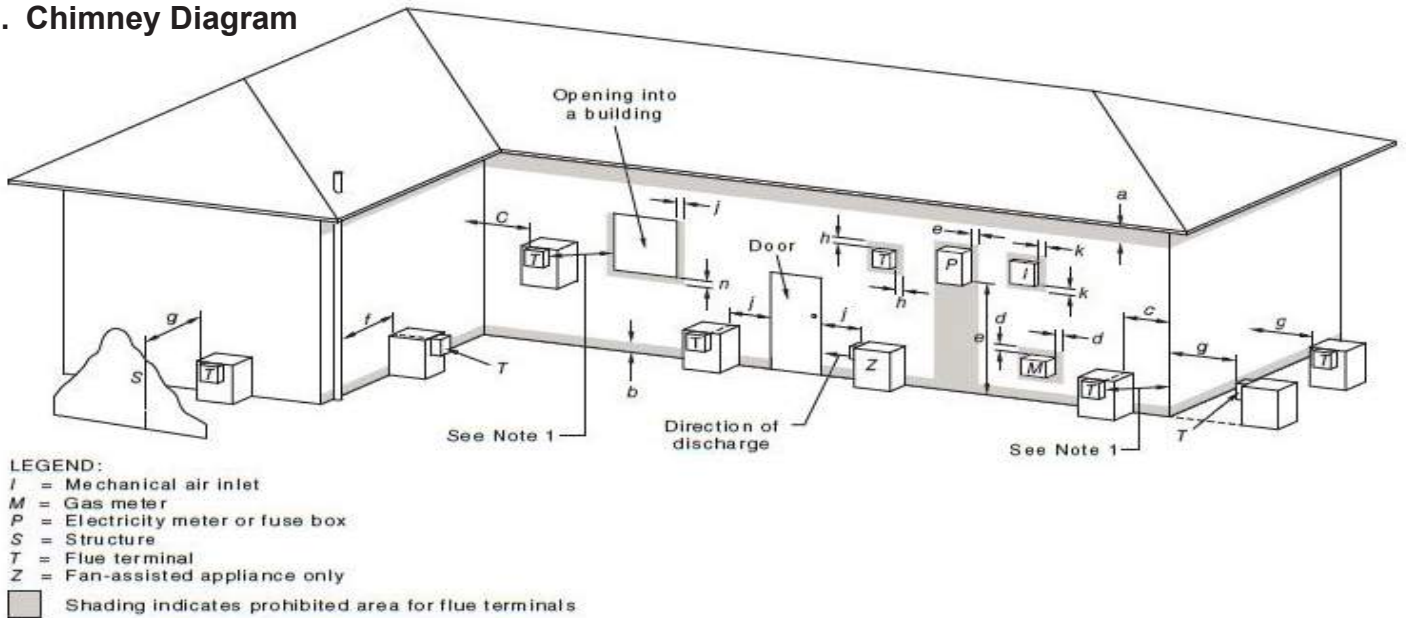 . Chimney Diagram
Opening into
a building
a
C
j
h
e
k
Door
T
T
P
I
n
h
k
g
f
j
j
d
e
d
c
g
g
S
T
T
T
Z
M
T
T
T
b
See Note 1
Direction of
discharge
See Note 1
LEGEND:
I = Mechanical air inlet
M = Gas meter
P = Electricity meter or fuse box
S = Structure
T = Flue terminal
Z = Fan-assisted appliance only
Shading indicates prohibited area for flue terminals